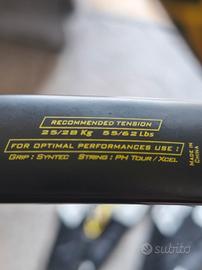 RECOMMENDED TENSION
25/28 Kg 55/62 Lbs
FOR OPTIMAL PERFORMANCES USE :
GRIP : SYNTEC STRING : PH TOUR / XCEL
MADE IN
CHINA
subito